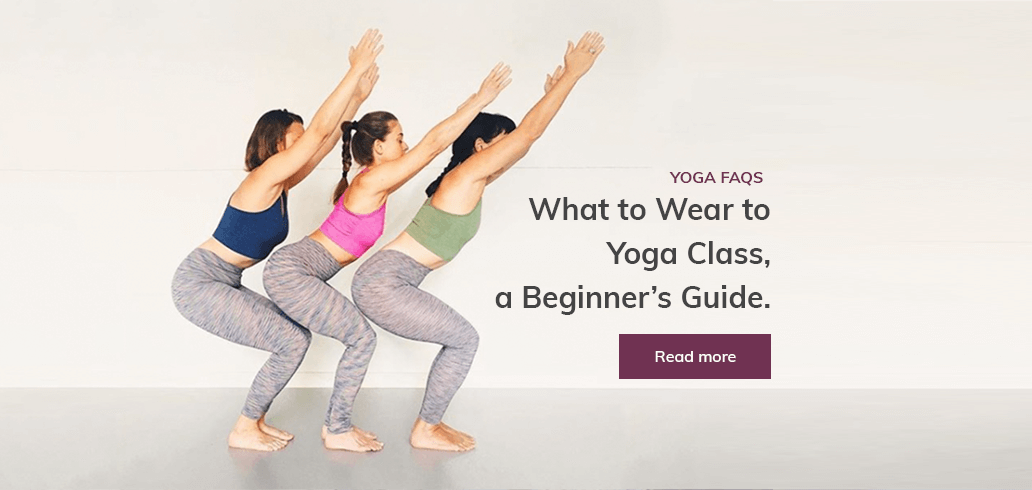 YOGA FAQS
What to Wear to
Yoga Class,
a Beginner’s Guide.
Read more